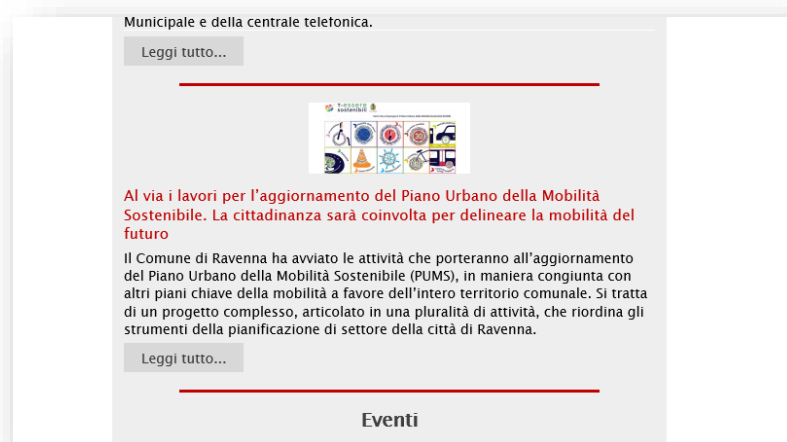 Municipale e della centrale telefonica.
Leggi tutto...
T-essere
sostenibili
Al via i lavori per l’aggiornamento del Piano Urbano della Mobilità
Sostenibile. La cittadinanza sarà coinvolta per delineare la mobilità del
futuro
Il Comune di Ravenna ha avviato le attività che porteranno all’aggiornamento
del Piano Urbano della Mobilità Sostenibile (PUMS), in maniera congiunta con
altri piani chiave della mobilità a favore dell’intero territorio comunale. Si tratta
di un progetto complesso, articolato in una pluralità di attività, che riordina gli
strumenti della pianificazione di settore della città di Ravenna.
Leggi tutto...
Eventi